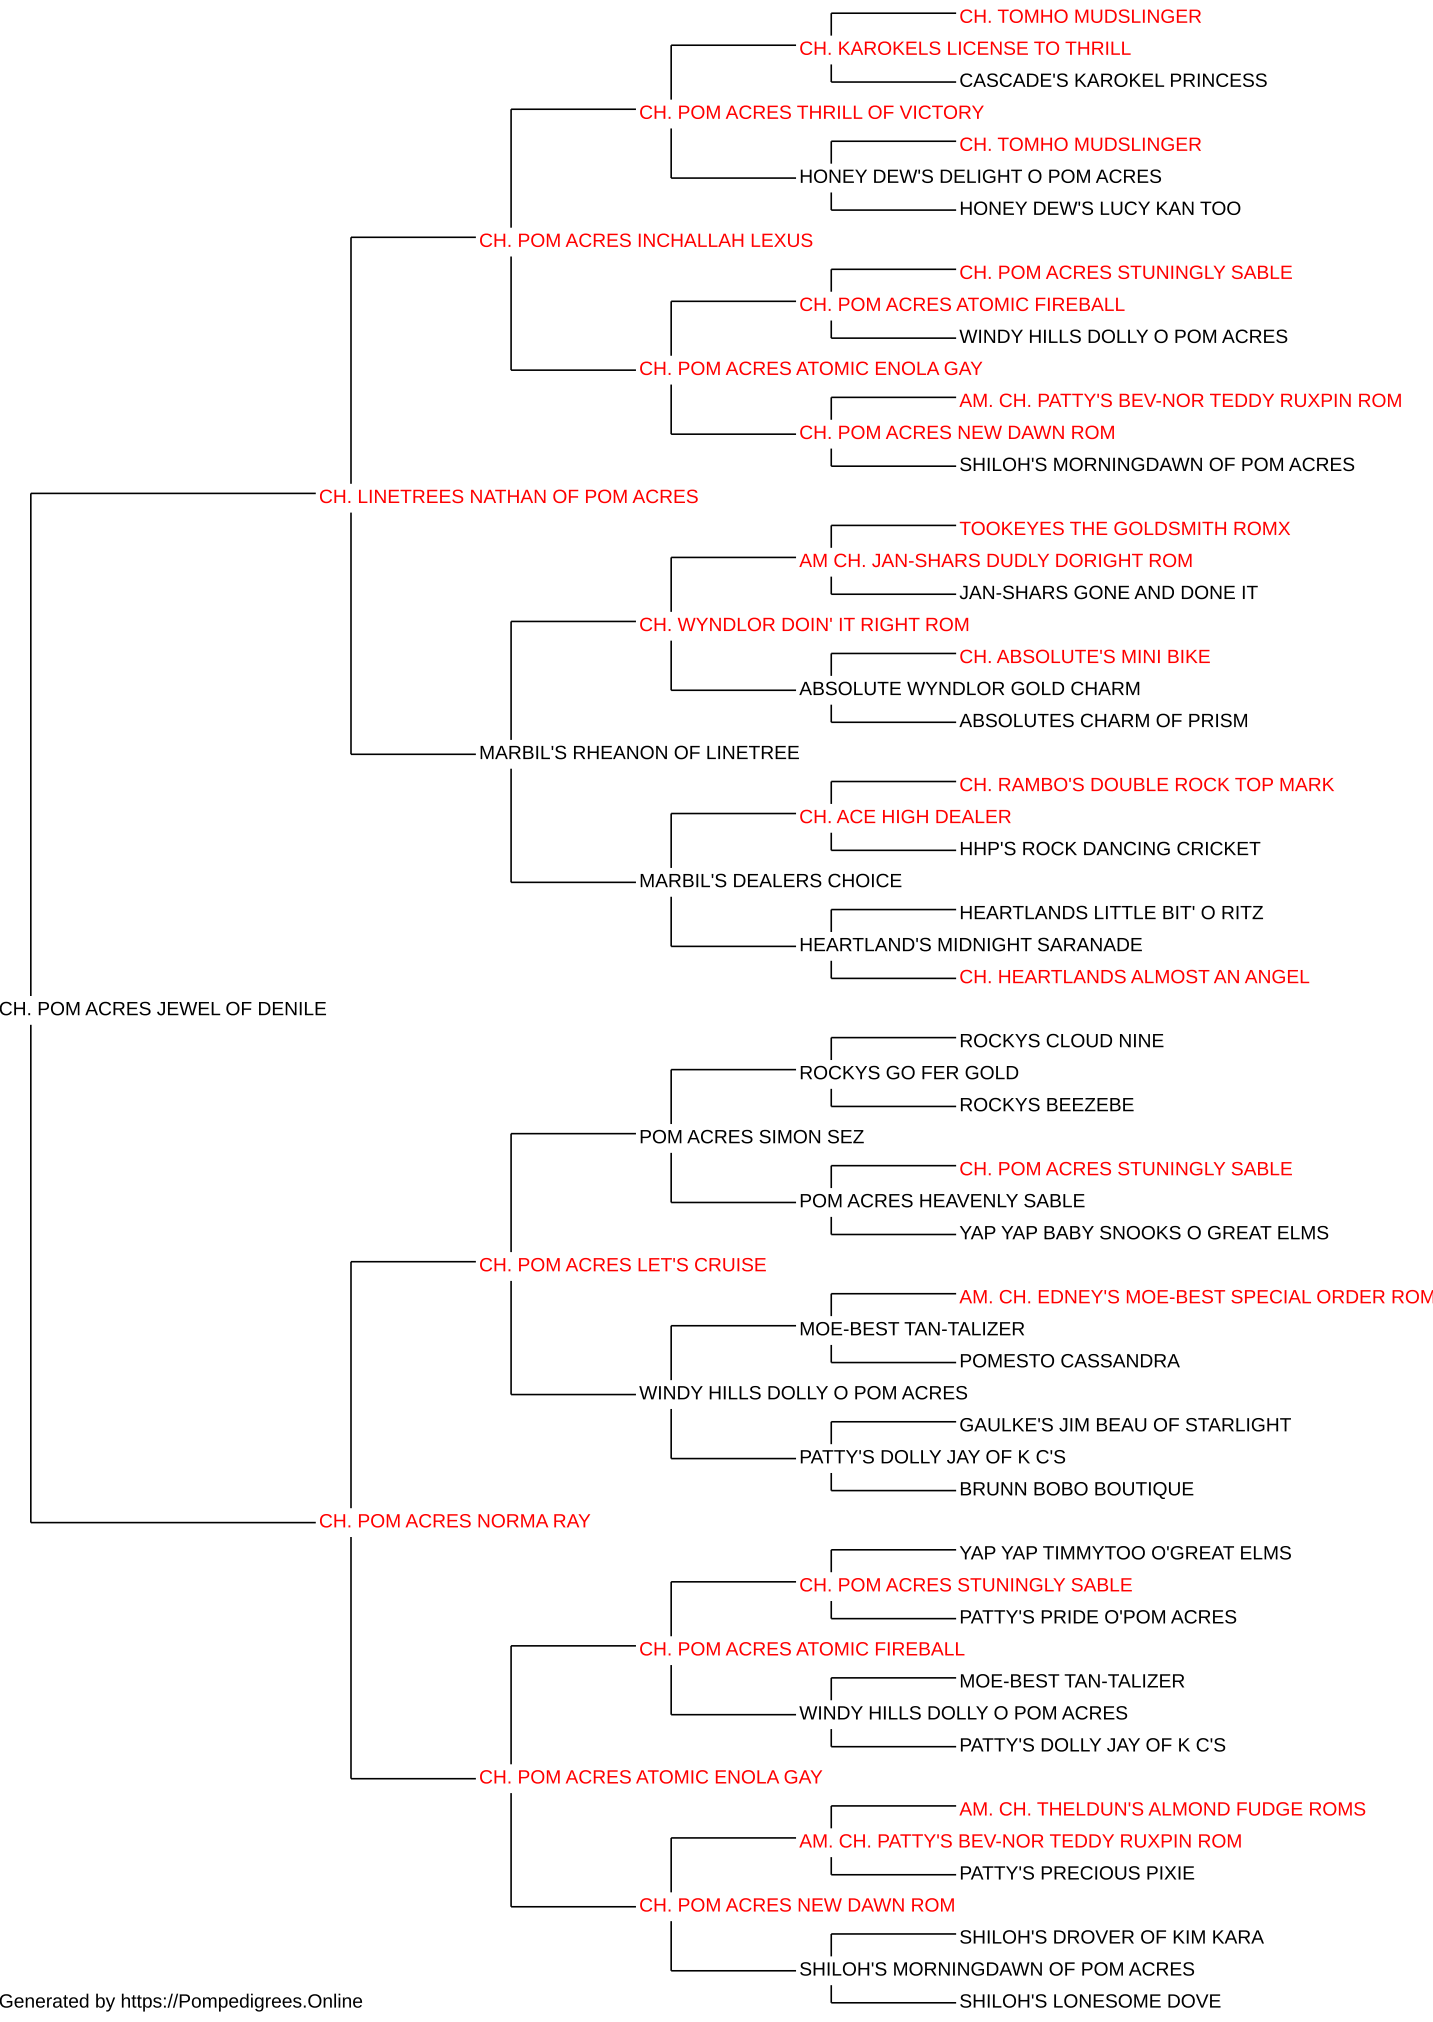 CH. TOMHO MUDSLINGER
CH. KAROKELS LICENSE TO THRILL
CASCADE'S KAROKEL PRINCESS
CH. POM ACRES THRILL OF VICTORY
CH. TOMHO MUDSLINGER
HONEY DEW'S DELIGHT O POM ACRES
HONEY DEW'S LUCY KAN TOO
CH. POM ACRES INCHALLAH LEXUS
CH. POM ACRES STUNINGLY SABLE
CH. POM ACRES ATOMIC FIREBALL
WINDY HILLS DOLLY O POM ACRES
CH. POM ACRES ATOMIC ENOLA GAY
AM. CH. PATTY'S BEV-NOR TEDDY RUXPIN ROM
CH. POM ACRES NEW DAWN ROM
SHILOH'S MORNINGDAWN OF POM ACRES
CH. LINETREES NATHAN OF POM ACRES
TOOKEYES THE GOLDSMITH ROMX
AM CH. JAN-SHARS DUDLY DORIGHT ROM
JAN-SHARS GONE AND DONE IT
CH. WYNDLOR DOIN' IT RIGHT ROM
CH. ABSOLUTE'S MINI BIKE
ABSOLUTE WYNDLOR GOLD CHARM
ABSOLUTES CHARM OF PRISM
MARBIL'S RHEANON OF LINETREE
CH. RAMBO'S DOUBLE ROCK TOP MARK
CH. ACE HIGH DEALER
HHP'S ROCK DANCING CRICKET
MARBIL'S DEALERS CHOICE
HEARTLANDS LITTLE BIT' O RITZ
HEARTLAND'S MIDNIGHT SARANADE
CH. HEARTLANDS ALMOST AN ANGEL
CH. POM ACRES JEWEL OF DENILE
ROCKYS CLOUD NINE
ROCKYS GO FER GOLD
ROCKYS BEEZEBE
POM ACRES SIMON SEZ
CH. POM ACRES STUNINGLY SABLE
POM ACRES HEAVENLY SABLE
YAP YAP BABY SNOOKS O GREAT ELMS
CH. POM ACRES LET'S CRUISE
AM. CH. EDNEY'S MOE-BEST SPECIAL ORDER ROM
MOE-BEST TAN-TALIZER
POMESTO CASSANDRA
WINDY HILLS DOLLY O POM ACRES
GAULKE'S JIM BEAU OF STARLIGHT
PATTY'S DOLLY JAY OF K C'S
BRUNN BOBO BOUTIQUE
CH. POM ACRES NORMA RAY
YAP YAP TIMMYTOO O'GREAT ELMS
CH. POM ACRES STUNINGLY SABLE
PATTY'S PRIDE O'POM ACRES
CH. POM ACRES ATOMIC FIREBALL
MOE-BEST TAN-TALIZER
WINDY HILLS DOLLY O POM ACRES
PATTY'S DOLLY JAY OF K C'S
CH. POM ACRES ATOMIC ENOLA GAY
AM. CH. THELDUN'S ALMOND FUDGE ROMS
AM. CH. PATTY'S BEV-NOR TEDDY RUXPIN ROM
PATTY'S PRECIOUS PIXIE
CH. POM ACRES NEW DAWN ROM
SHILOH'S DROVER OF KIM KARA
SHILOH'S MORNINGDAWN OF POM ACRES
SHILOH'S LONESOME DOVE
Generated by https://Pompedigrees.Online